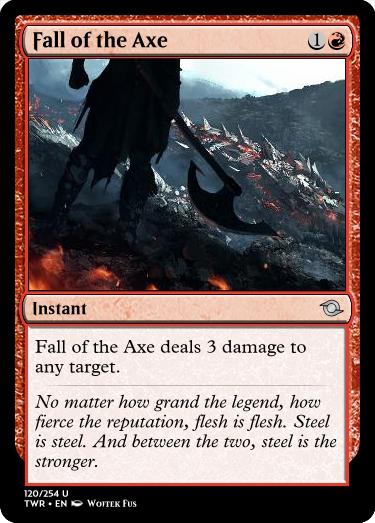 Fall of the Axe 1
Instant
Fall of the Axe deals 3 damage to
any target.
No matter how grand the legend, how
fierce the reputation, flesh is flesh. Steel
is steel. And between the two, steel is the
stronger.
120/254 U
TWR • EN Wojtek Fus